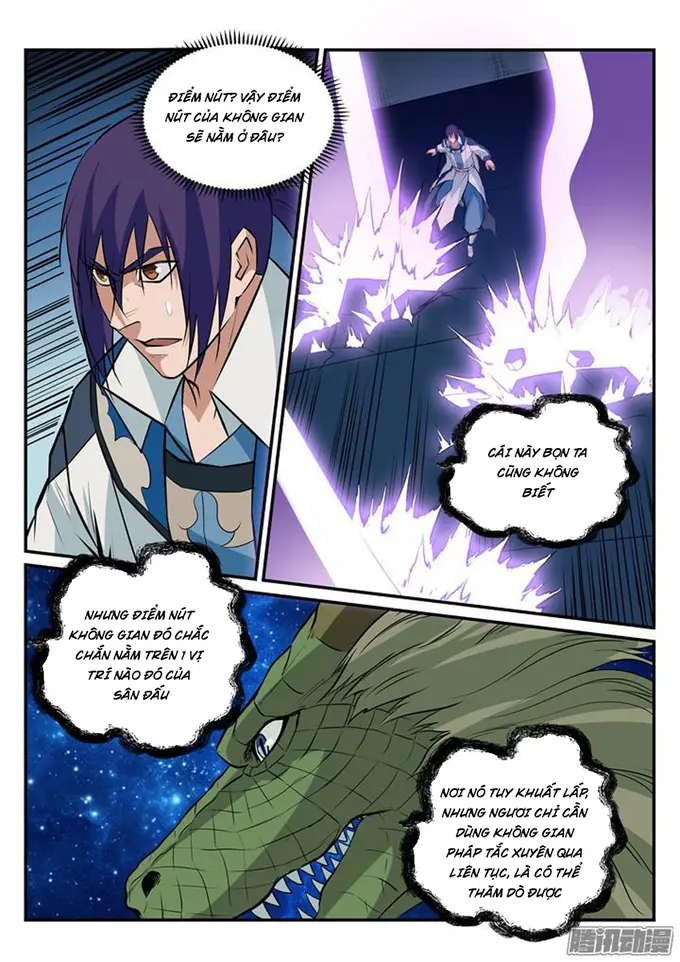 ĐIỂM NÚT? VẬY ĐIỂM
NÚT CỦA KHÔNG GIAN
SẼ NẰM Ở ĐÂU?
CÁI NÀY BỌN TA
CŨNG KHÔNG
BIẾT
NHƯNG ĐIỂM NÚT
KHÔNG GIAN ĐÓ CHẮC
CHẮN NẰM TRÊN 1 VỊ
TRÍ NÀO ĐÓ CỦA
SÂN ĐẤU
NƠI NÓ TUY KHUẤT LẤP,
NHƯNG NGƯƠI CHỈ CẦN
DÙNG KHÔNG GIAN
PHÁP TẮC XUYÊN QUA
LIÊN TỤC, LÀ CÓ THỂ
THĂM DÒ ĐƯỢC
腾讯动漫